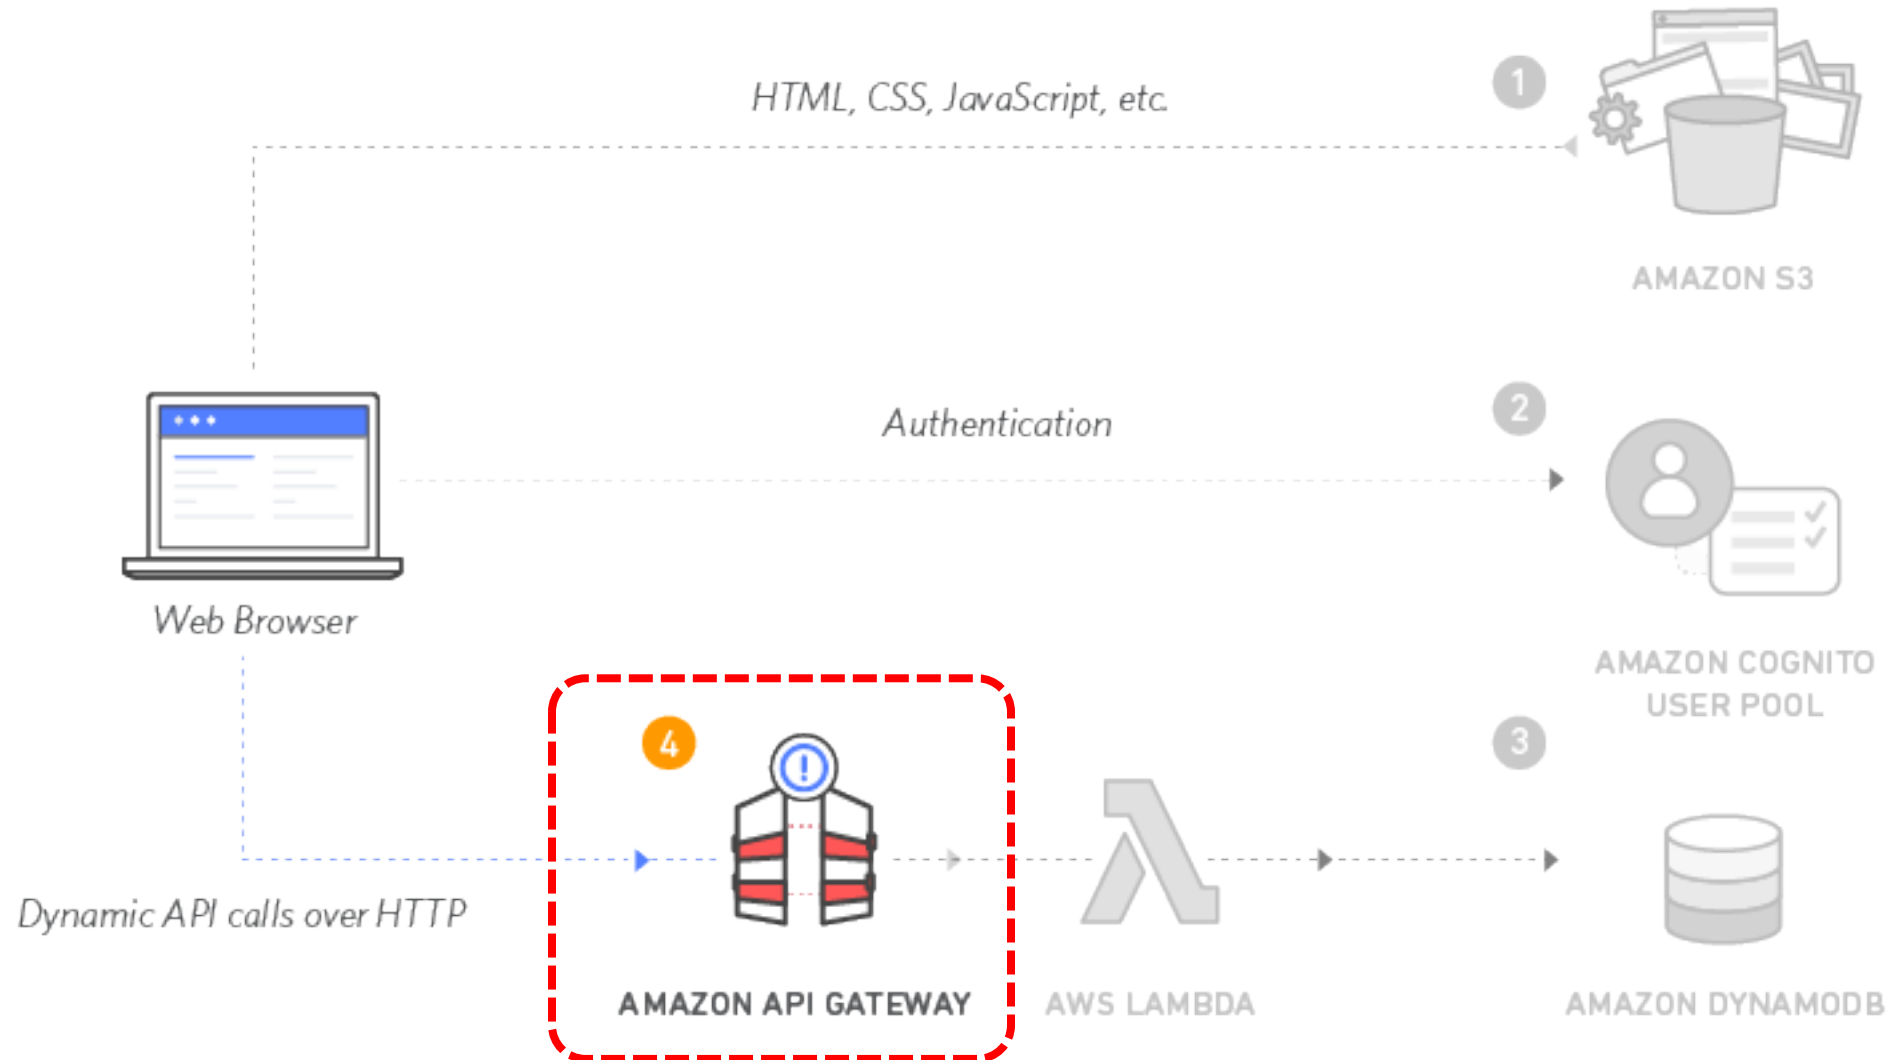 HTML, CSS, JavaScript, etc.
1
AMAZON S3
Authentication
2
Web Browser
AMAZON COGNITO
USER POOL
4
3
Dynamic API calls over HTTP
AMAZON API GATEWAY
AWS LAMBDA
AMAZON DYNAMODB